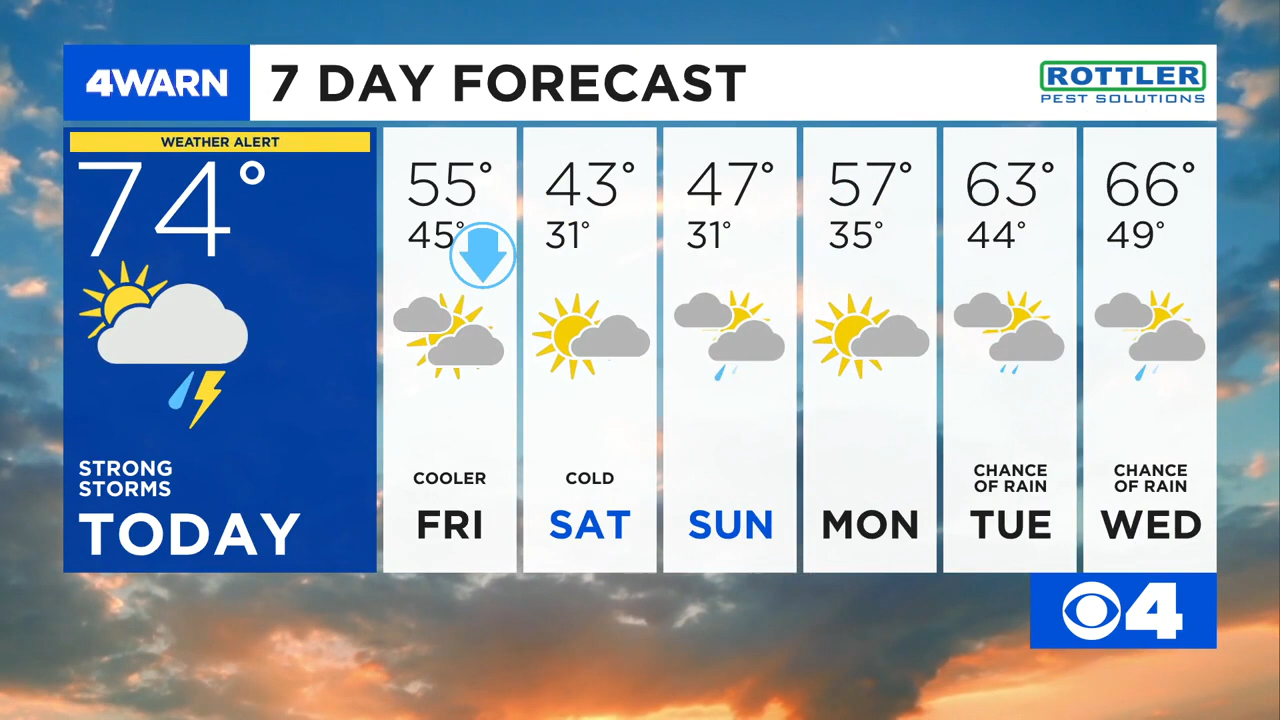 4WARN
7 DAY FORECAST
ROTTLER
PEST SOLUTIONS
WEATHER ALERT
74°
STRONG
STORMS
TODAY
55°
45°
COOLER
FRI
43°
31°
COLD
SAT
47°
31°
SUN
57°
35°
MON
63°
44°
CHANCE
OF RAIN
TUE
66°
49°
CHANCE
OF RAIN
WED
4